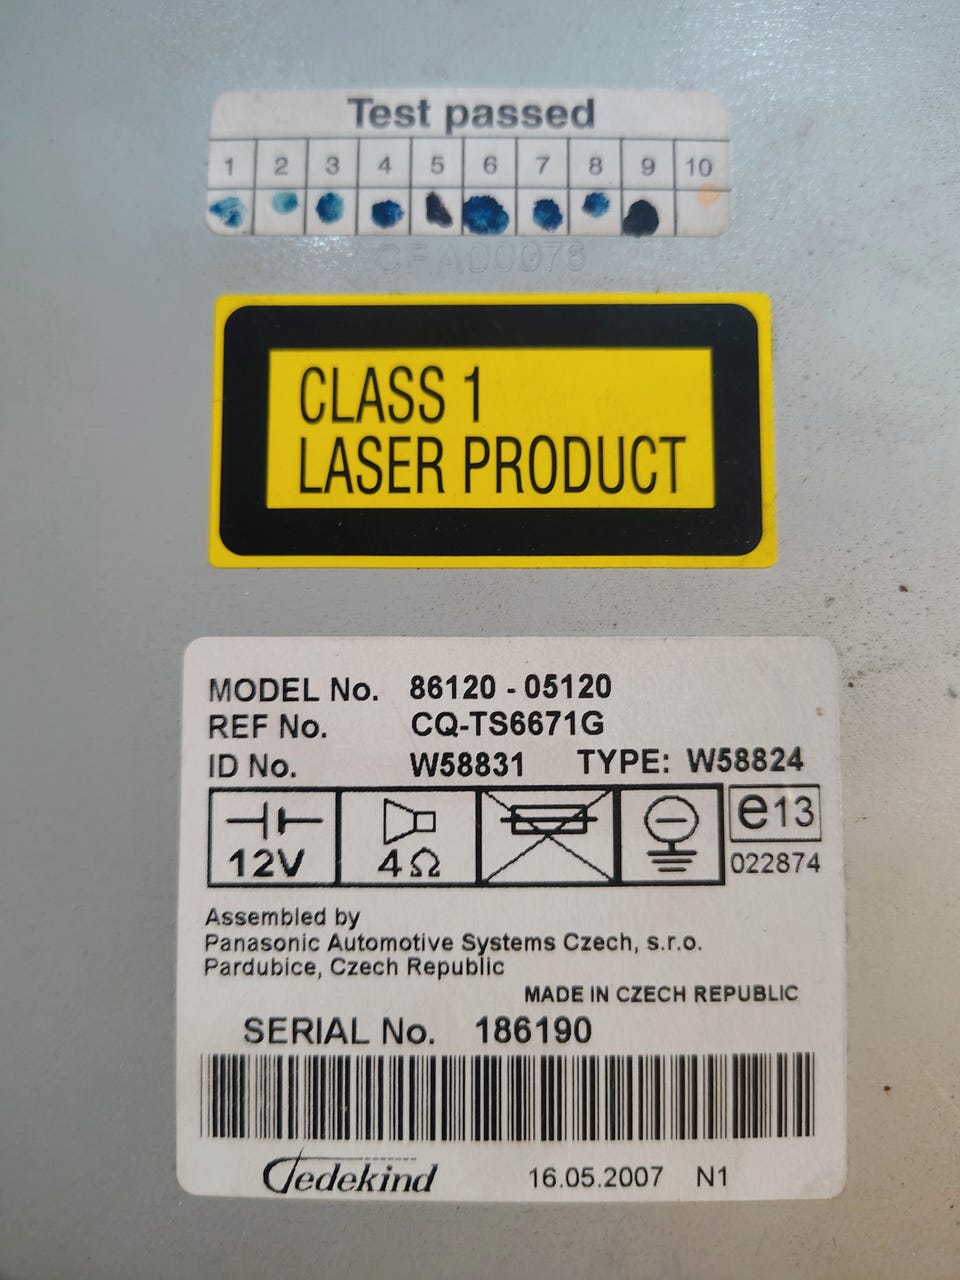 Test passed
1 2 3 4 5 6 7 8 9 10
CFA00076
CLASS 1
LASER PRODUCT
MODEL No. 86120 - 05120
REF No. CQ-TS6671G
ID No. W58831 TYPE: W58824
12V 4Ω e13
022874
Assembled by
Panasonic Automotive Systems Czech, s.r.o.
Pardubice, Czech Republic
MADE IN CZECH REPUBLIC
SERIAL No. 186190
Gedekind 16.05.2007 N1